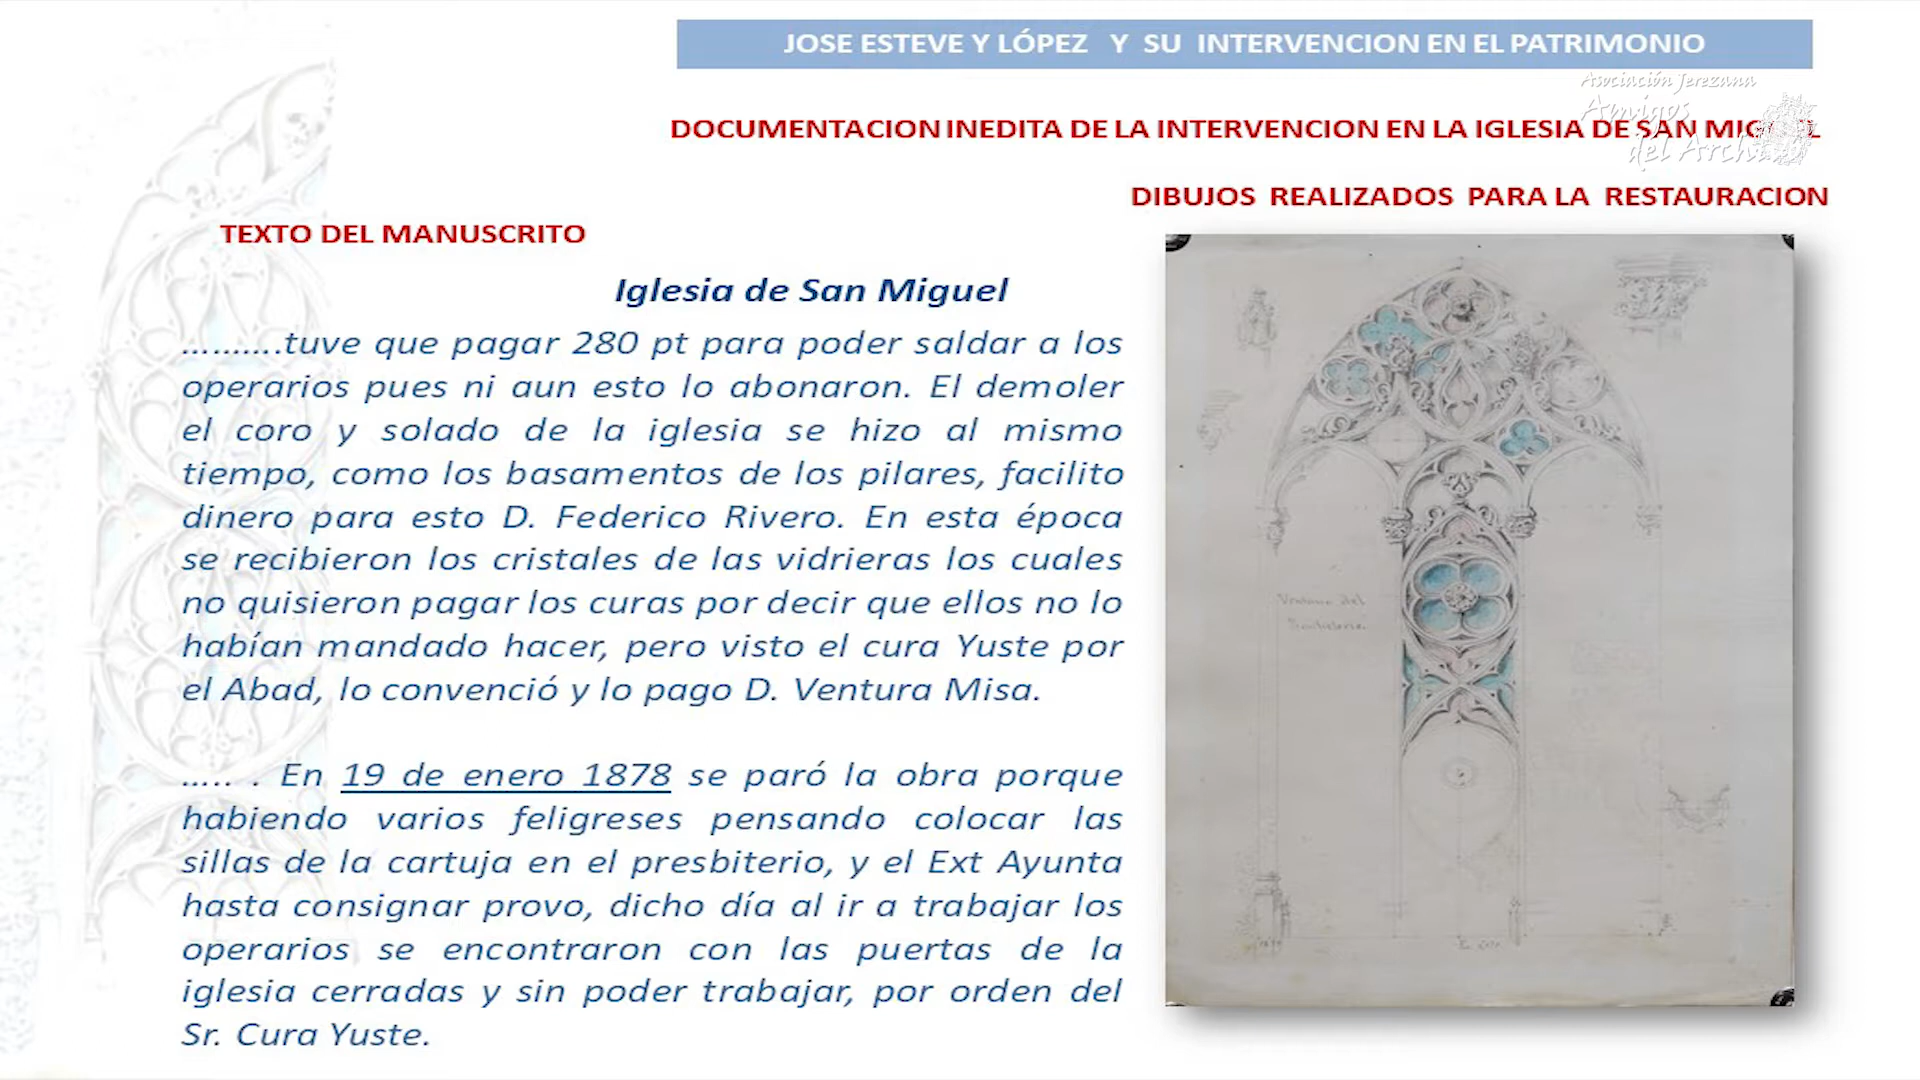 JOSE ESTEVE Y LÓPEZ Y SU INTERVENCION EN EL PATRIMONIO
Asociación Jerezana
Amigos
del Archivo
DOCUMENTACION INEDITA DE LA INTERVENCION EN LA IGLESIA DE SAN MIGUEL
DIBUJOS REALIZADOS PARA LA RESTAURACION
TEXTO DEL MANUSCRITO
Iglesia de San Miguel
……….tuve que pagar 280 pt para poder saldar a los
operarios pues ni aun esto lo abonaron. El demoler
el coro y solado de la iglesia se hizo al mismo
tiempo, como los basamentos de los pilares, facilito
dinero para esto D. Federico Rivero. En esta época
se recibieron los cristales de las vidrieras los cuales
no quisieron pagar los curas por decir que ellos no lo
habían mandado hacer, pero visto el cura Yuste por
el Abad, lo convenció y lo pago D. Ventura Misa.
….. . En 19 de enero 1878 se paró la obra porque
habiendo varios feligreses pensando colocar las
sillas de la cartuja en el presbiterio, y el Ext Ayunta
hasta consignar provo, dicho día al ir a trabajar los
operarios se encontraron con las puertas de la
iglesia cerradas y sin poder trabajar, por orden del
Sr. Cura Yuste.
Ventana del